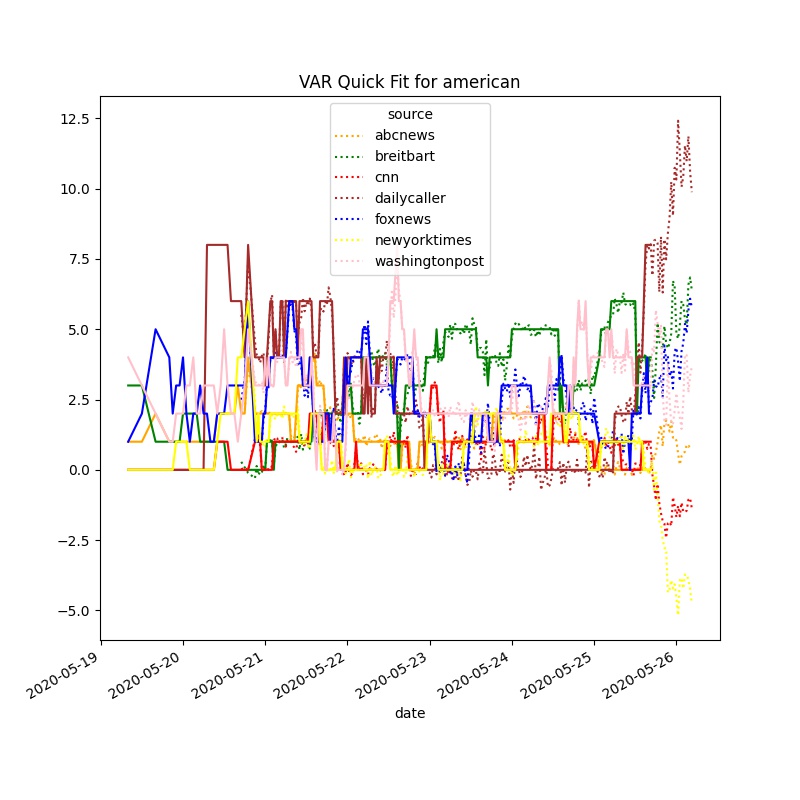 VAR Quick Fit for american
source
abcnews
breitbart
cnn
dailycaller
foxnews
newyorktimes
washingtonpost
12.5
10.0
7.5
5.0
2.5
0.0
−2.5
−5.0
2020-05-19
2020-05-20
2020-05-21
2020-05-22
2020-05-23
2020-05-24
2020-05-25
2020-05-26
date